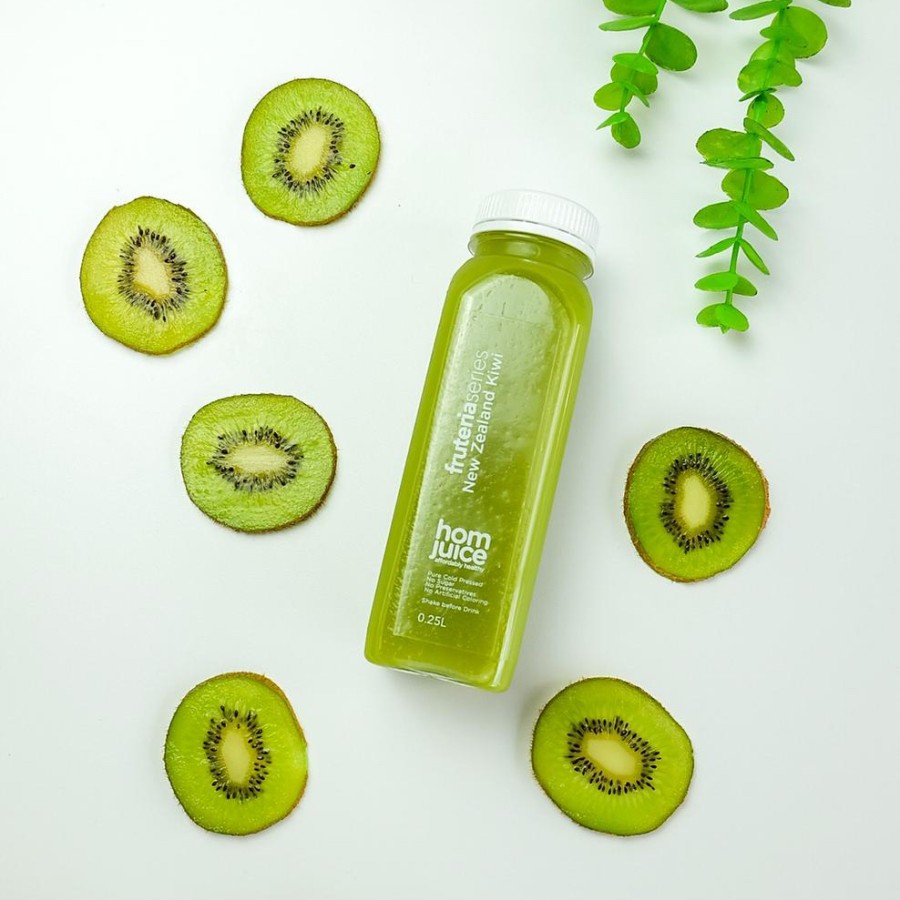 fruteriaseries
New Zealand Kiwi
hom
juice
affordably healthy
Pure Cold Pressed
No Sugar
No Preservatives
No Artificial Coloring
Shake before Drink
0.25L